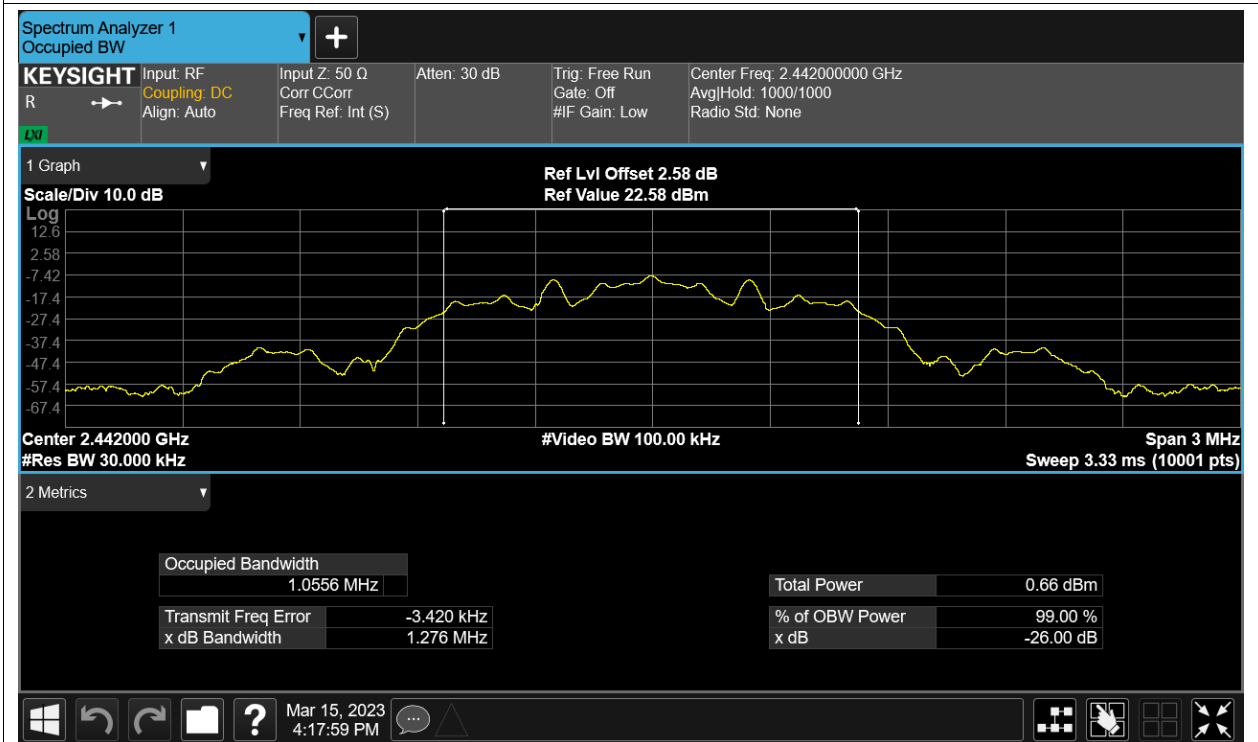 Spectrum Analyzer 1
Occupied BW
KEYSIGHT
R
LXI
Input: RF
Coupling: DC
Align: Auto
Input Z: 50 Ω
Corr CCorr
Freq Ref: Int (S)
Atten: 30 dB
Trig: Free Run
Gate: Off
#IF Gain: Low
Center Freq: 2.442000000 GHz
Avg|Hold: 1000/1000
Radio Std: None
1 Graph
Scale/Div 10.0 dB
Ref Lvl Offset 2.58 dB
Ref Value 22.58 dBm
Log
12.6
2.58
-7.42
-17.4
-27.4
-37.4
-47.4
-57.4
-67.4
Center 2.442000 GHz
#Res BW 30.000 kHz
#Video BW 100.00 kHz
Span 3 MHz
Sweep 3.33 ms (10001 pts)
2 Metrics
Occupied Bandwidth
1.0556 MHz
Transmit Freq Error -3.420 kHz
x dB Bandwidth 1.276 MHz
Total Power 0.66 dBm
% of OBW Power 99.00 %
x dB -26.00 dB
?
Mar 15, 2023
4:17:59 PM